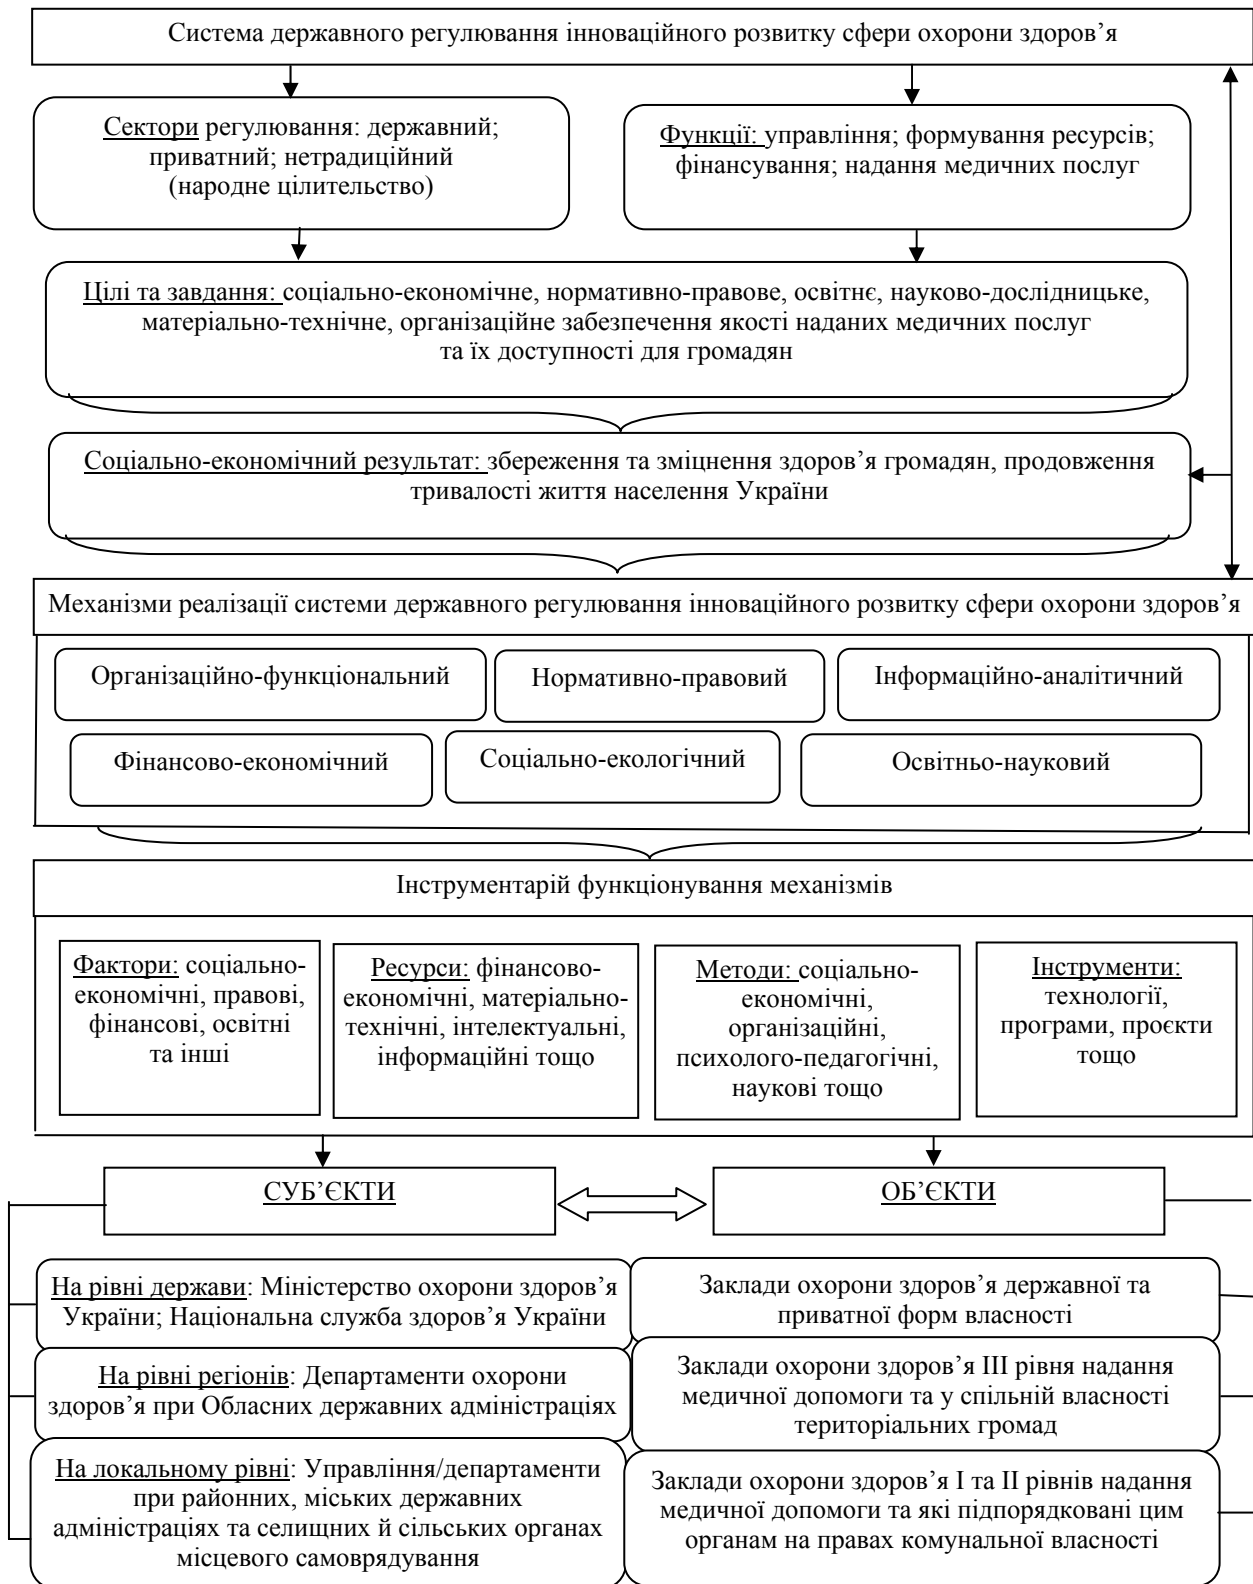 Система державного регулювання інноваційного розвитку сфери охорони здоров’я
Сектори регулювання: державний;
приватний; нетрадиційний
(народне цілительство)
Функції: управління; формування ресурсів;
фінансування; надання медичних послуг
Цілі та завдання: соціально-економічне, нормативно-правове, освітнє, науково-дослідницьке,
матеріально-технічне, організаційне забезпечення якості наданих медичних послуг
та їх доступності для громадян
Соціально-економічний результат: збереження та зміцнення здоров’я громадян, продовження
тривалості життя населення України
Механізми реалізації системи державного регулювання інноваційного розвитку сфери охорони здоров’я
Організаційно-функціональний
Нормативно-правовий
Інформаційно-аналітичний
Фінансово-економічний
Соціально-екологічний
Освітньо-науковий
Інструментарій функціонування механізмів
Фактори: соціально-
економічні, правові,
фінансові, освітні
та інші
Ресурси: фінансово-
економічні, матеріально-
технічні, інтелектуальні,
інформаційні тощо
Методи: соціально-
економічні,
організаційні,
психолого-педагогічні,
наукові тощо
Інструменти:
технології,
програми, проєкти
тощо
СУБ’ЄКТИ
ОБ’ЄКТИ
На рівні держави: Міністерство охорони здоров’я
України; Національна служба здоров’я України
Заклади охорони здоров’я державної та
приватної форм власності
На рівні регіонів: Департаменти охорони
здоров’я при Обласних державних адміністраціях
Заклади охорони здоров’я ІІІ рівня надання
медичної допомоги та у спільній власності
територіальних громад
На локальному рівні: Управління/департаменти
при районних, міських державних
адміністраціях та селищних й сільських органах
місцевого самоврядування
Заклади охорони здоров’я І та ІІ рівнів надання
медичної допомоги та які підпорядковані цим
органам на правах комунальної власності